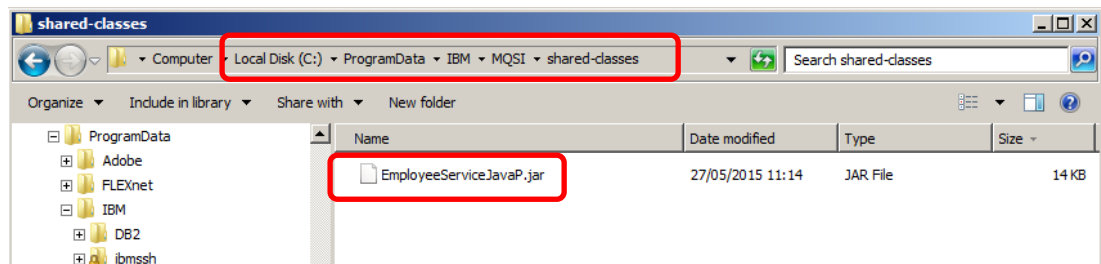 shared-classes
Computer Local Disk (C:) ProgramData IBM MQSI shared-classes Search shared-classes
Organize Include in library Share with New folder
ProgramData
Adobe
FLEXnet
IBM
DB2
ibmssh
Name Date modified Type Size
EmployeeServiceJavaP.jar 27/05/2015 11:14 JAR File 14 KB